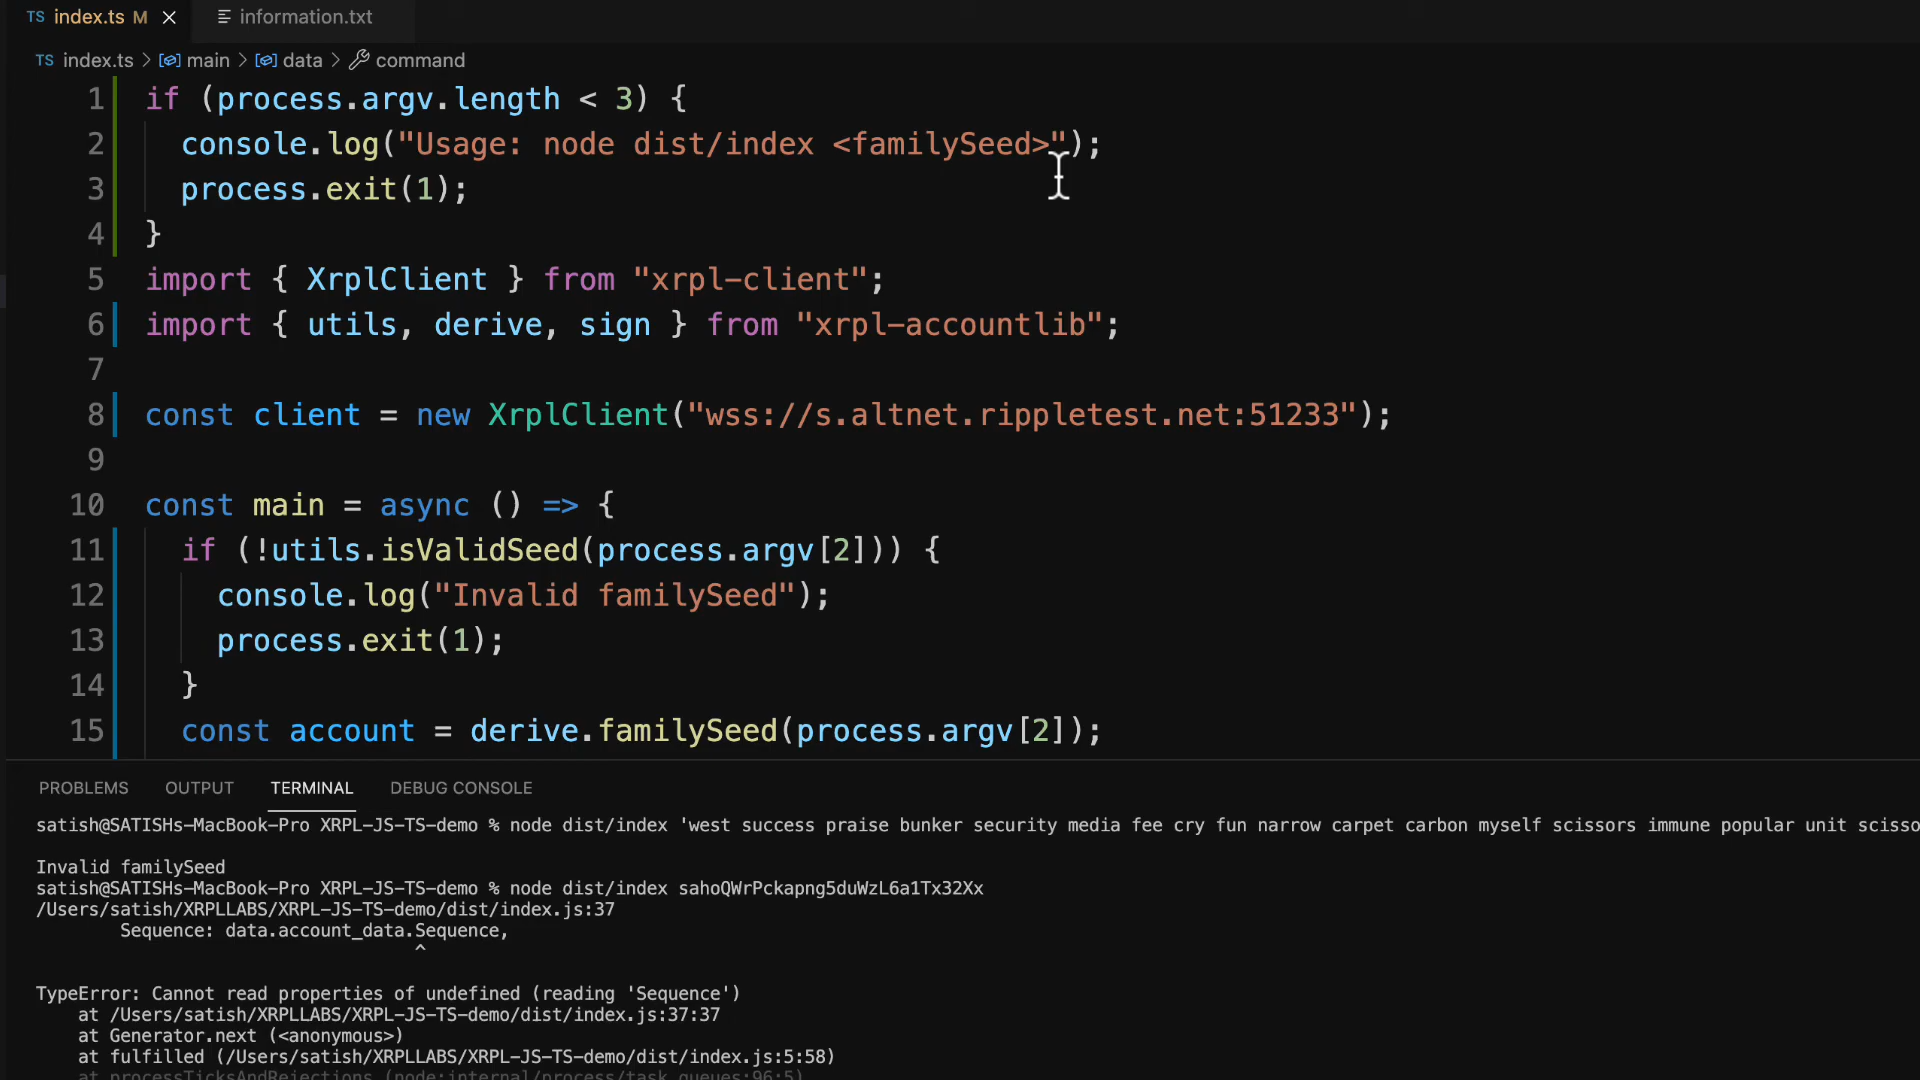 TS index.ts M × information.txt
TS index.ts > main > data > command
1 if (process.argv.length < 3) {
2 console.log("Usage: node dist/index <familySeed>");
3 process.exit(1);
4 }
5 import { XrplClient } from "xrpl-client";
6 import { utils, derive, sign } from "xrpl-accountlib";
7
8 const client = new XrplClient("wss://s.altnet.rippletest.net:51233");
9
10 const main = async () => {
11 if (!utils.isValidSeed(process.argv[2])) {
12 console.log("Invalid familySeed");
13 process.exit(1);
14 }
15 const account = derive.familySeed(process.argv[2]);
PROBLEMS OUTPUT TERMINAL DEBUG CONSOLE
satish@SATISHs-MacBook-Pro XRPL-JS-TS-demo % node dist/index 'west success praise bunker security media fee cry fun narrow carpet carbon myself scissors immune popular unit scisso
Invalid familySeed
satish@SATISHs-MacBook-Pro XRPL-JS-TS-demo % node dist/index sahoQWrPckapng5duWzL6a1Tx32Xx
/Users/satish/XRPLLABS/XRPL-JS-TS-demo/dist/index.js:37
Sequence: data.account_data.Sequence,
^
TypeError: Cannot read properties of undefined (reading 'Sequence')
at /Users/satish/XRPLLABS/XRPL-JS-TS-demo/dist/index.js:37:37
at Generator.next (<anonymous>)
at fulfilled (/Users/satish/XRPLLABS/XRPL-JS-TS-demo/dist/index.js:5:58)
at processTicksAndRejections (node:internal/process/task_queues:96:5)